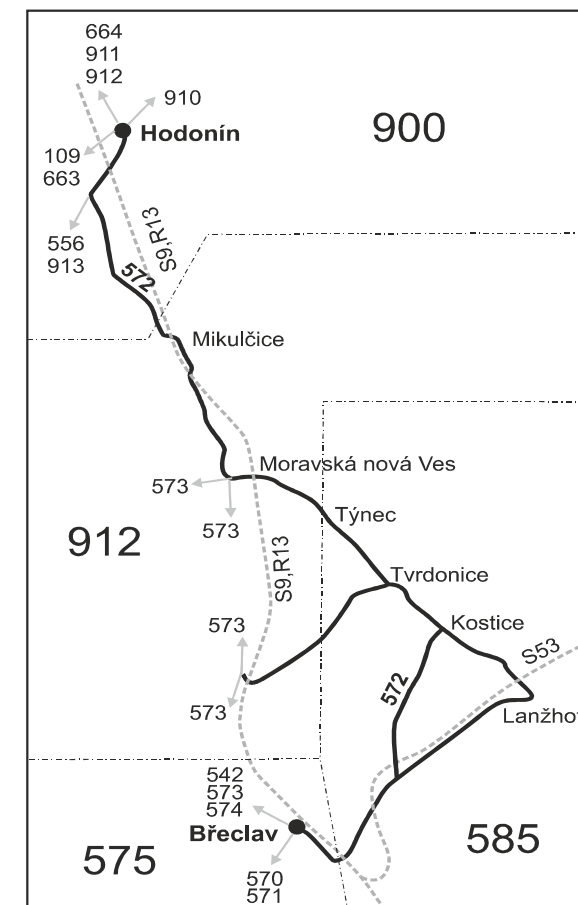 664
911
912
910
Hodonín
900
109
663
556
913
S9,R13
572
Mikulčice
Moravská nová Ves
573
573
Týnec
912
S9,R13
Tvrdonice
573
Kostice
S53
572
573
Lanžho
542
573
574
Břeclav
575
585
570
571